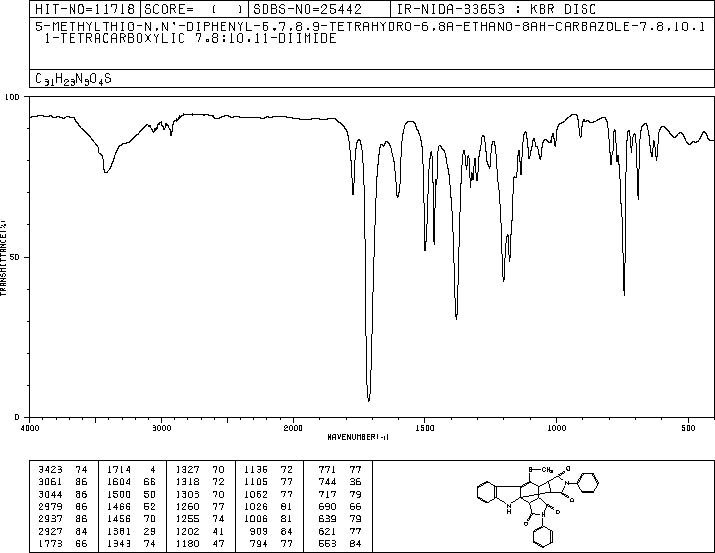 HIT-NO=11718 SCORE= ( ) SDBS-NO=25442 IR-NIDA-33653 : KBR DISC
5-METHYLTHIO-N,N'-DIPHENYL-6,7,8,9-TETRAHYDRO-6,8A-ETHANO-8AH-CARBAZOLE-7,8,10,1
1-TETRACARBOXYLIC 7,8:10,11-DIIMIDE
C31H23N3O4S
100
50
0
TRANSMITTANCE(%)
4000 3000 2000 1500 1000 500
WAVENUMBER(-1)
3423 74 1714 4 1327 70 1136 72 771 77
3061 86 1604 66 1318 72 1105 77 744 36
3044 86 1500 50 1303 70 1062 77 717 79
2979 86 1466 62 1260 77 1026 81 690 66
2937 86 1456 70 1255 74 1006 81 639 79
2927 84 1381 29 1202 41 909 84 621 77
1773 66 1343 74 1180 47 794 77 553 84
S-CH3 O
N
O
NH
O O
N